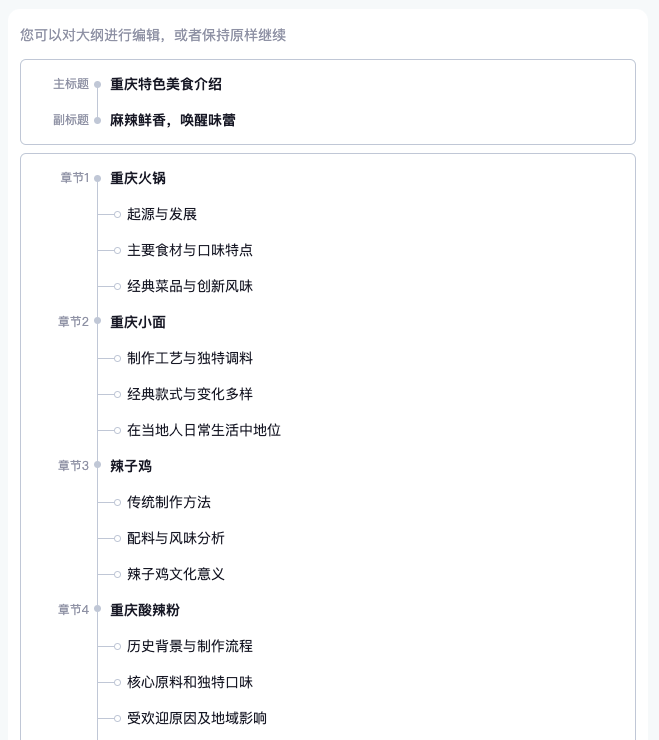 您可以对大纲进行编辑，或者保持原样继续
主标题 重庆特色美食介绍
副标题 麻辣鲜香，唤醒味蕾
章节1 重庆火锅
起源与发展
主要食材与口味特点
经典菜品与创新风味
章节2 重庆小面
制作工艺与独特调料
经典款式与变化多样
在当地人日常生活中地位
章节3 辣子鸡
传统制作方法
配料与风味分析
辣子鸡文化意义
章节4 重庆酸辣粉
历史背景与制作流程
核心原料和独特口味
受欢迎原因及地域影响